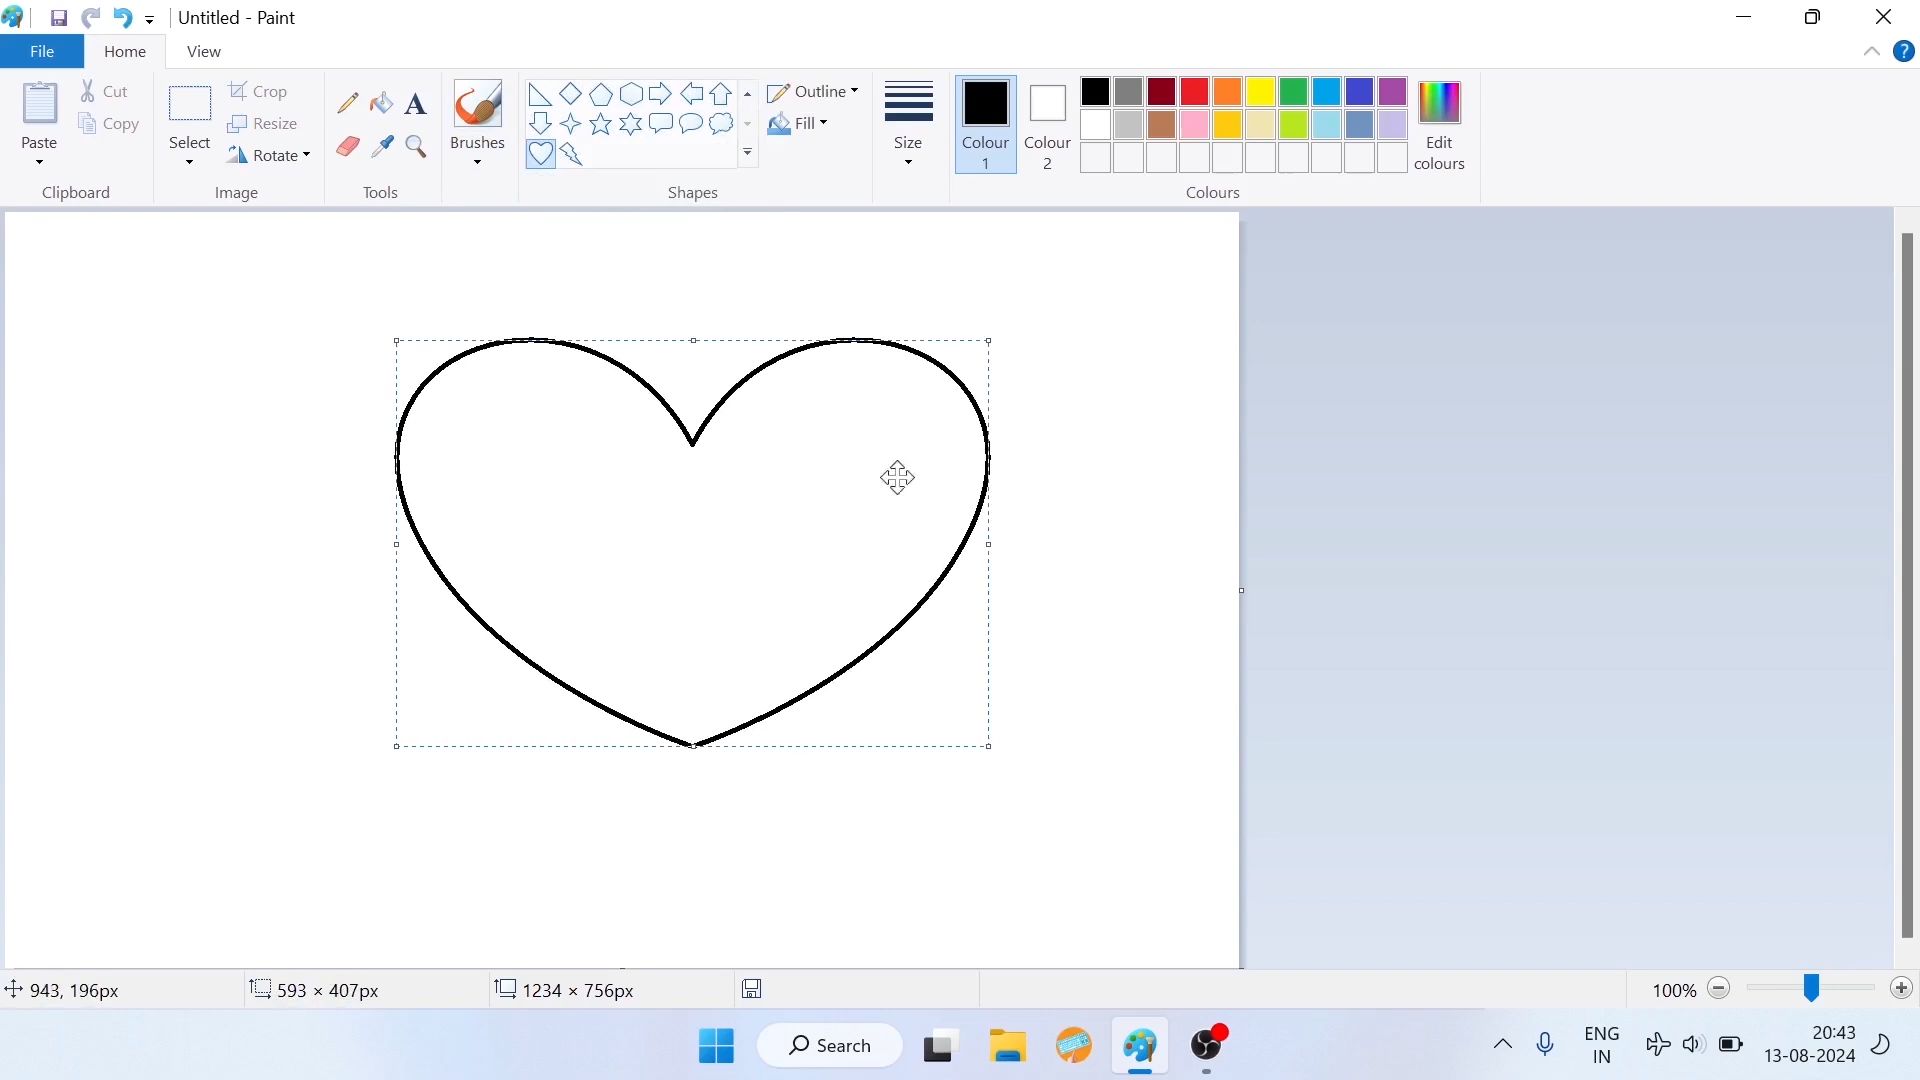 Untitled - Paint
File
Home
View
?
Paste
Cut
Copy
Clipboard
Select
Crop
Resize
Rotate
Image
A
Tools
Brushes
Outline
Fill
Shapes
Size
Colour
1
Colour
2
Edit
colours
Colours
943, 196px
593 × 407px
1234 × 756px
100%
Search
ENG
IN
20:43
13-08-2024